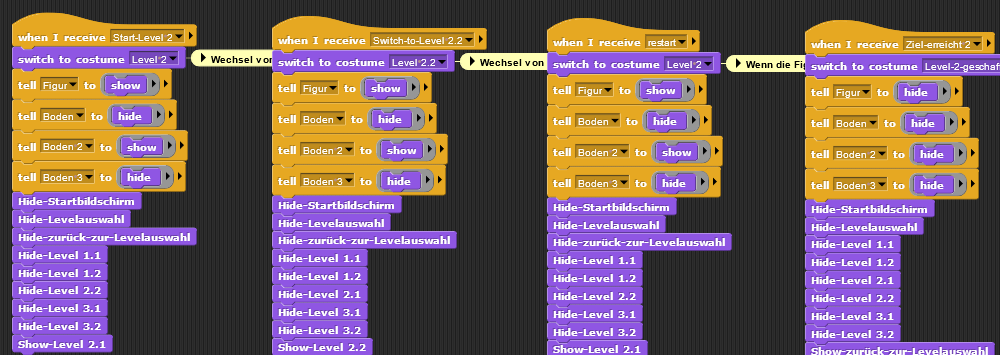 when I receive Start-Level 2
switch to costume Level 2
Wechsel von
tell Figur to show
tell Boden to hide
tell Boden 2 to show
tell Boden 3 to hide
Hide-Startbildschirm
Hide-Levelauswahl
Hide-zurück-zur-Levelauswahl
Hide-Level 1.1
Hide-Level 1.2
Hide-Level 2.2
Hide-Level 3.1
Hide-Level 3.2
Show-Level 2.1
when I receive Switch-to-Level 2.2
switch to costume Level 2.2
Wechsel von
tell Figur to show
tell Boden to hide
tell Boden 2 to show
tell Boden 3 to hide
Hide-Startbildschirm
Hide-Levelauswahl
Hide-zurück-zur-Levelauswahl
Hide-Level 1.1
Hide-Level 1.2
Hide-Level 2.1
Hide-Level 3.1
Hide-Level 3.2
Show-Level 2.2
when I receive restart
switch to costume Level 2
Wenn die Fig
tell Figur to show
tell Boden to hide
tell Boden 2 to show
tell Boden 3 to hide
Hide-Startbildschirm
Hide-Levelauswahl
Hide-zurück-zur-Levelauswahl
Hide-Level 1.1
Hide-Level 1.2
Hide-Level 2.2
Hide-Level 3.1
Hide-Level 3.2
Show-Level 2.1
when I receive Ziel-erreicht 2
switch to costume Level-2-geschaf
tell Figur to hide
tell Boden to hide
tell Boden 2 to hide
tell Boden 3 to hide
Hide-Startbildschirm
Hide-Levelauswahl
Hide-Level 1.1
Hide-Level 1.2
Hide-Level 2.1
Hide-Level 2.2
Hide-Level 3.1
Hide-Level 3.2
Show-zurück-zur-Levelauswahl